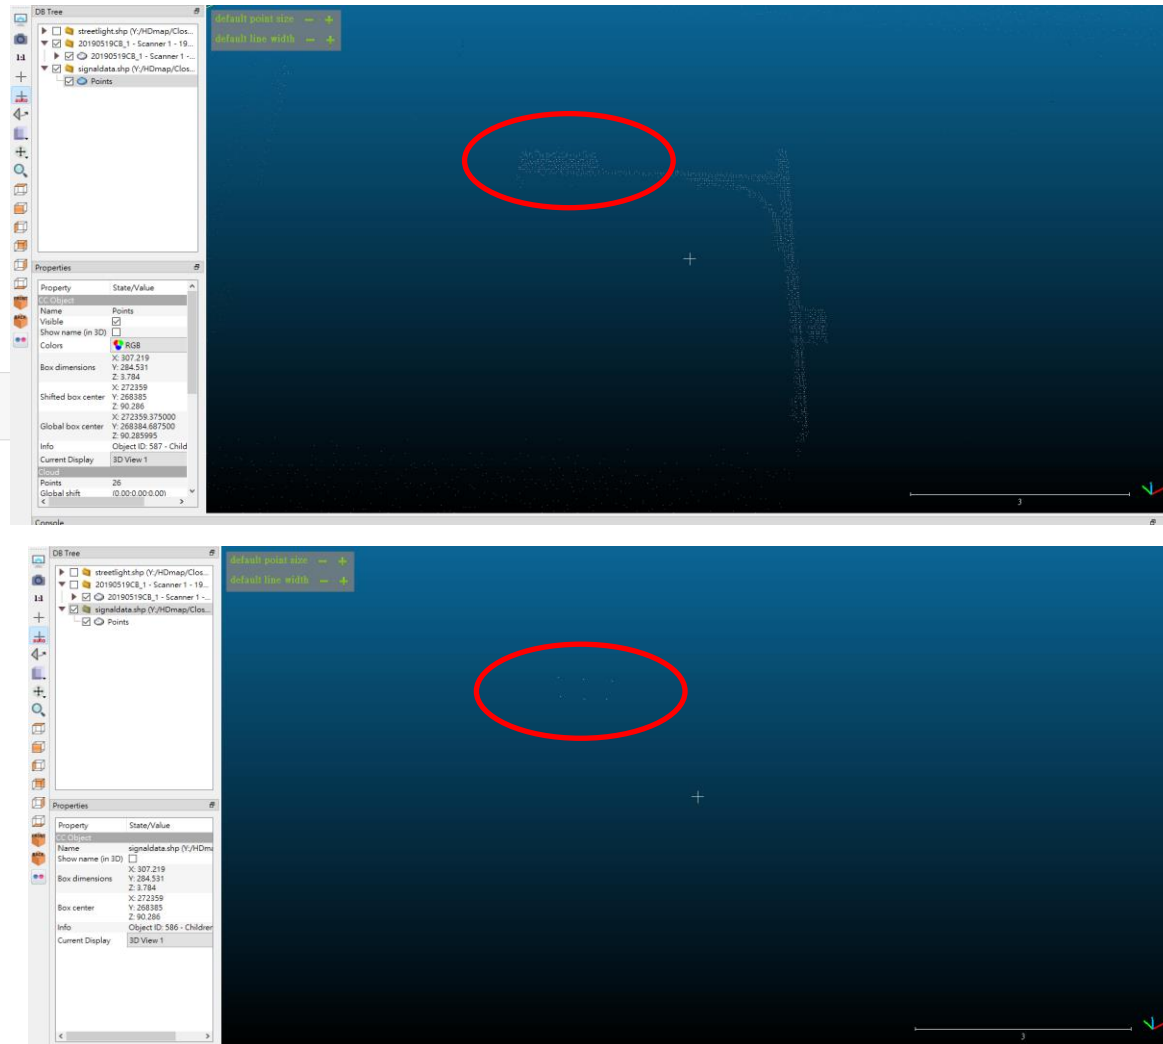 DB Tree
default point size − +
default line width − +
streetlight.shp (Y:/HDmap/Clos...
20190519CB_1 - Scanner 1 - 19...
20190519CB_1 - Scanner 1 -...
signaldata.shp (Y:/HDmap/Clos...
Points
1:1
Properties
Property State/Value
CC Object
Name Points
Visible
Show name (in 3D)
Colors RGB
Box dimensions X: 307.219
Y: 284.531
Z: 3.784
Shifted box center X: 272359
Y: 268385
Z: 90.286
Global box center X: 272359.375000
Y: 268384.687500
Z: 90.285995
Info Object ID: 587 - Child
Current Display 3D View 1
Cloud
Points 26
Global shift (0.00;0.00;0.00)
3
Console
DB Tree
default point size − +
default line width − +
streetlight.shp (Y:/HDmap/Clos...
20190519CB_1 - Scanner 1 - 19...
20190519CB_1 - Scanner 1 -...
signaldata.shp (Y:/HDmap/Clos...
Points
1:1
Properties
Property State/Value
CC Object
Name signaldata.shp (Y:/HDma
Show name (in 3D)
Box dimensions X: 307.219
Y: 284.531
Z: 3.784
Box center X: 272359
Y: 268385
Z: 90.286
Info Object ID: 586 - Children
Current Display 3D View 1
3